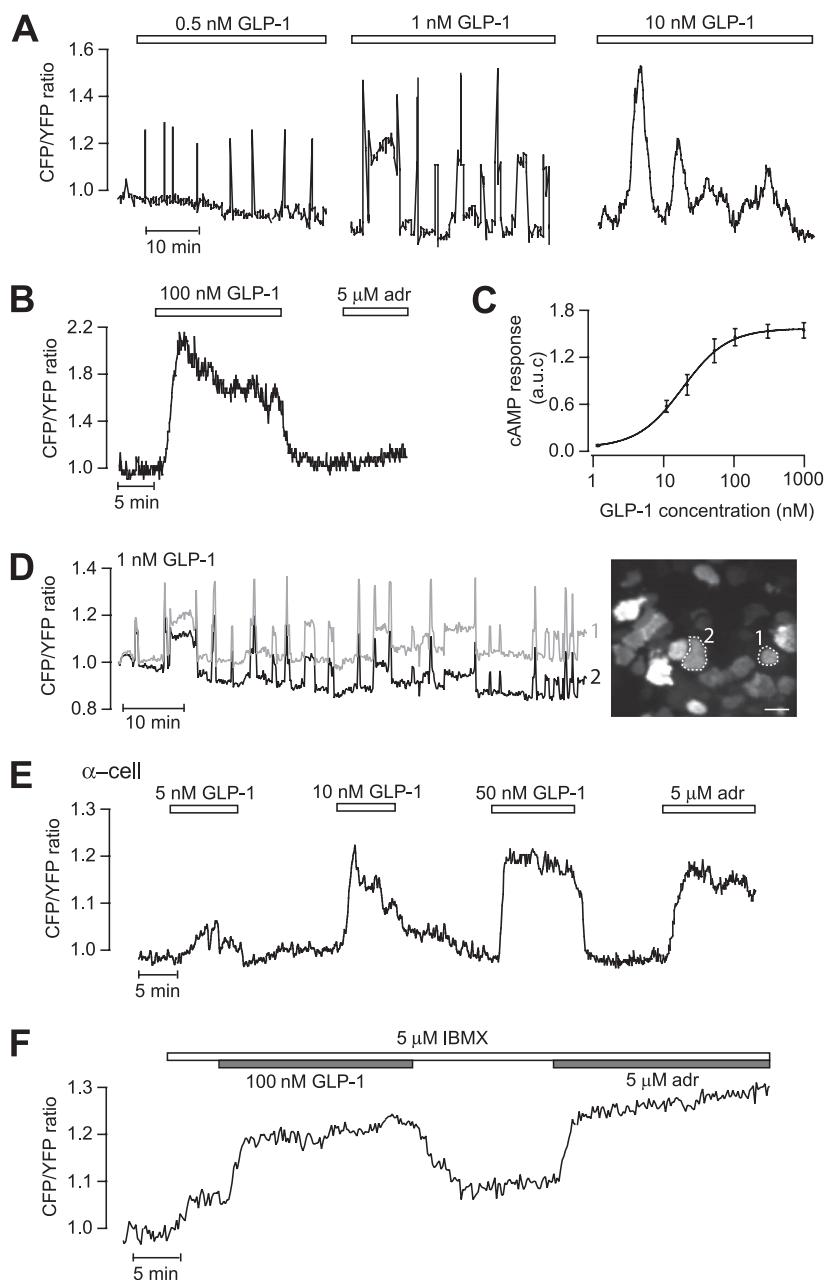 A
0.5 nM GLP-1
1 nM GLP-1
10 nM GLP-1
CFP/YFP ratio
1.6
1.4
1.2
1.0
10 min
B
100 nM GLP-1
5 µM adr
CFP/YFP ratio
2.2
1.8
1.4
1.0
5 min
C
cAMP response
(a.u.c)
1.8
1.2
0.6
0.0
1
10
100
1000
GLP-1 concentration (nM)
D
1 nM GLP-1
CFP/YFP ratio
1.4
1.2
1.0
0.8
10 min
1
2
2
1
E
α–cell
5 nM GLP-1
10 nM GLP-1
50 nM GLP-1
5 µM adr
CFP/YFP ratio
1.3
1.2
1.1
1.0
5 min
F
5 µM IBMX
100 nM GLP-1
5 µM adr
CFP/YFP ratio
1.3
1.2
1.1
1.0
5 min